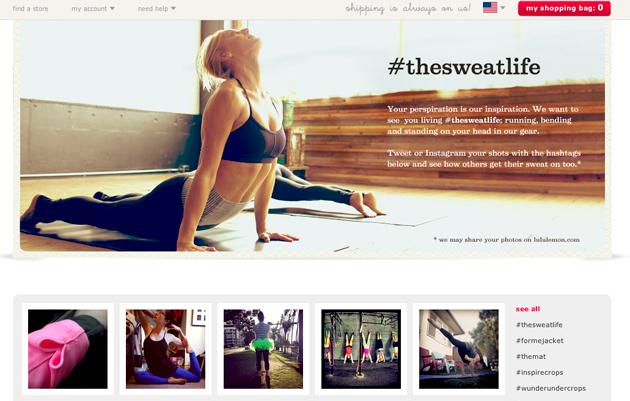 find a store my account need help shipping is always on us! my shopping bag: 0
#thesweatlife
Your perspiration is our inspiration. We want to
see you living #thesweatlife; running, bending
and standing on your head in our gear.
Tweet or Instagram your shots with the hashtags
below and see how others get their sweat on too.*
* we may share your photos on lululemon.com
see all
#thesweatlife
#formejacket
#themat
#inspirecrops
#wunderundercrops